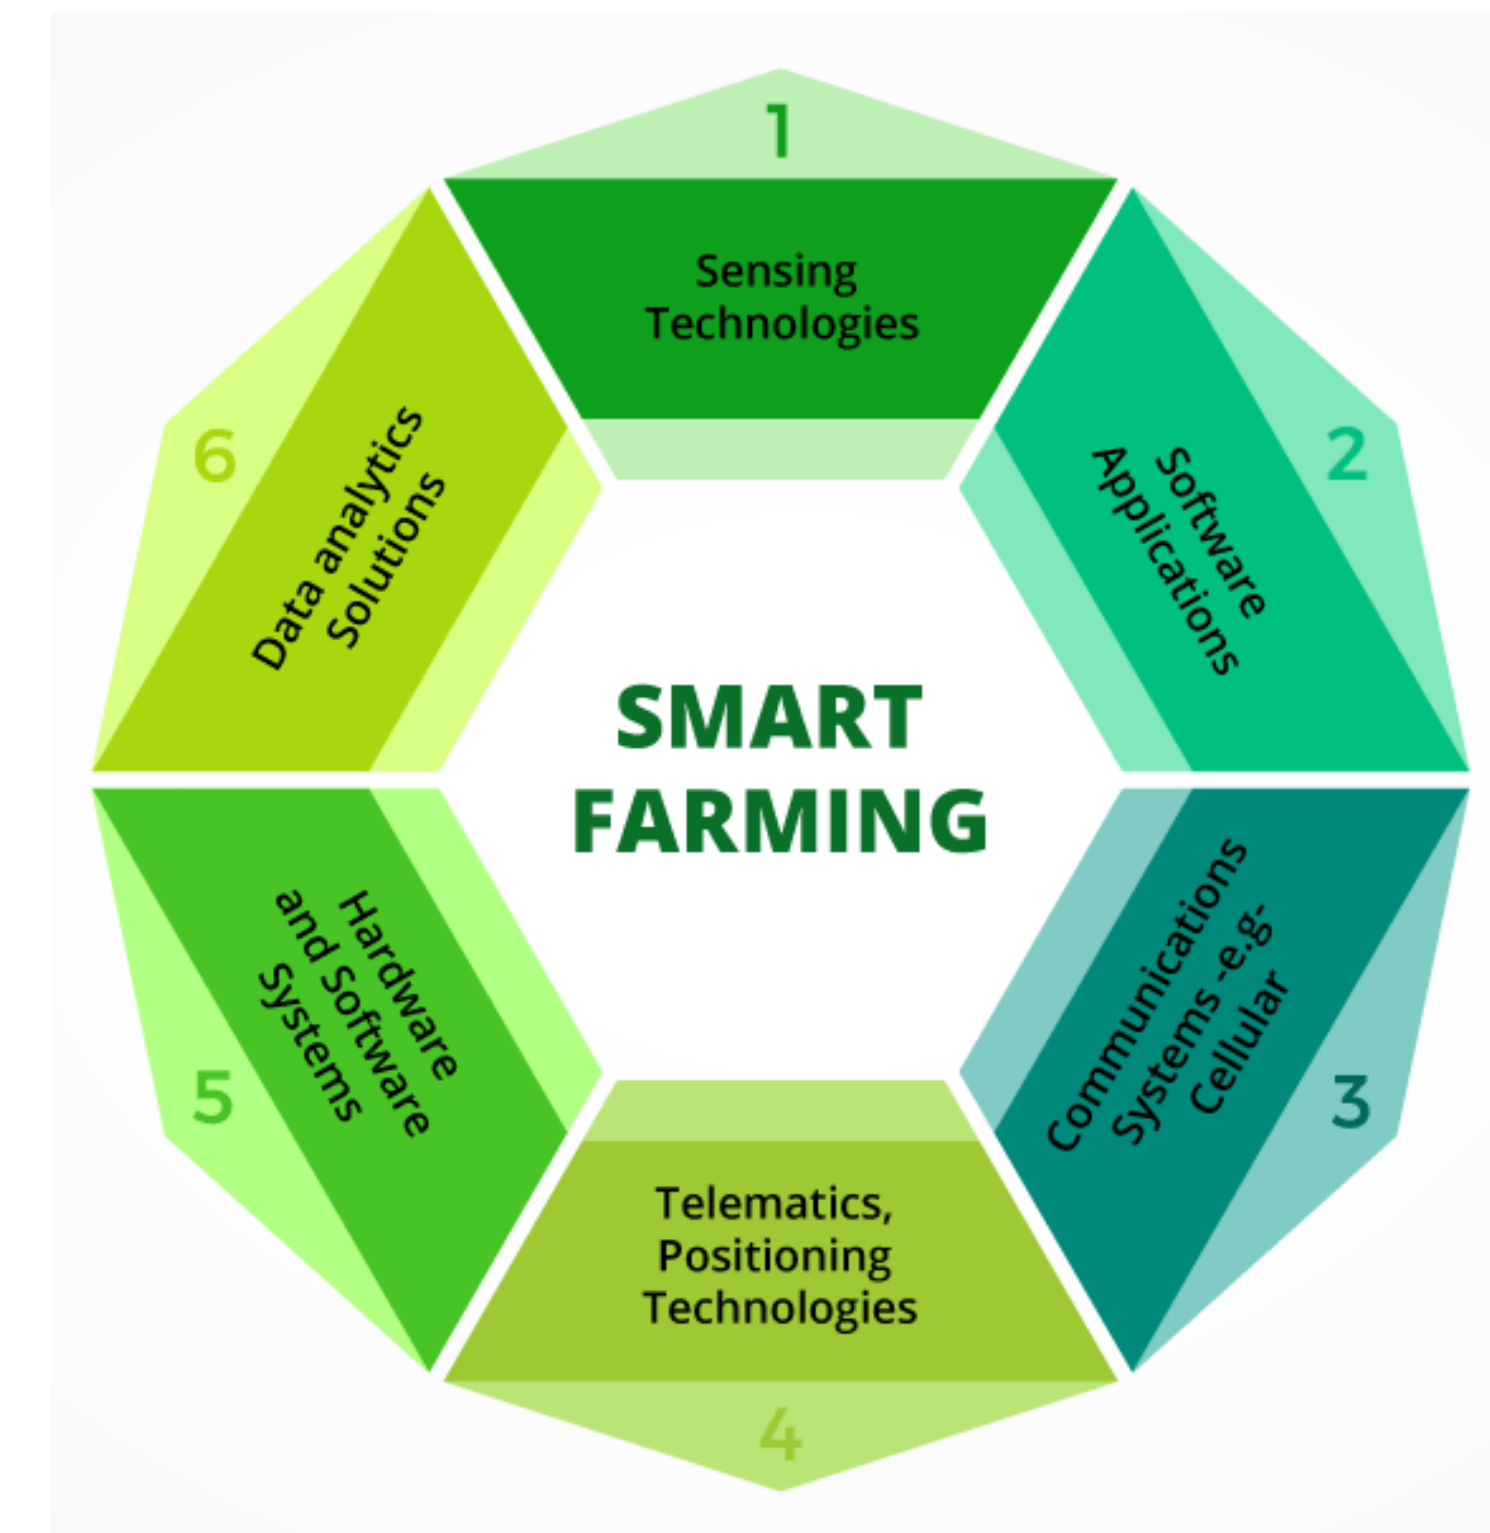 1
Sensing
Technologies
2
Software
Applications
3
Communications
Systems -e.g-
Cellular
4
Telematics,
Positioning
Technologies
5
Hardware
and Software
Systems
6
Data analytics
Solutions
SMART
FARMING